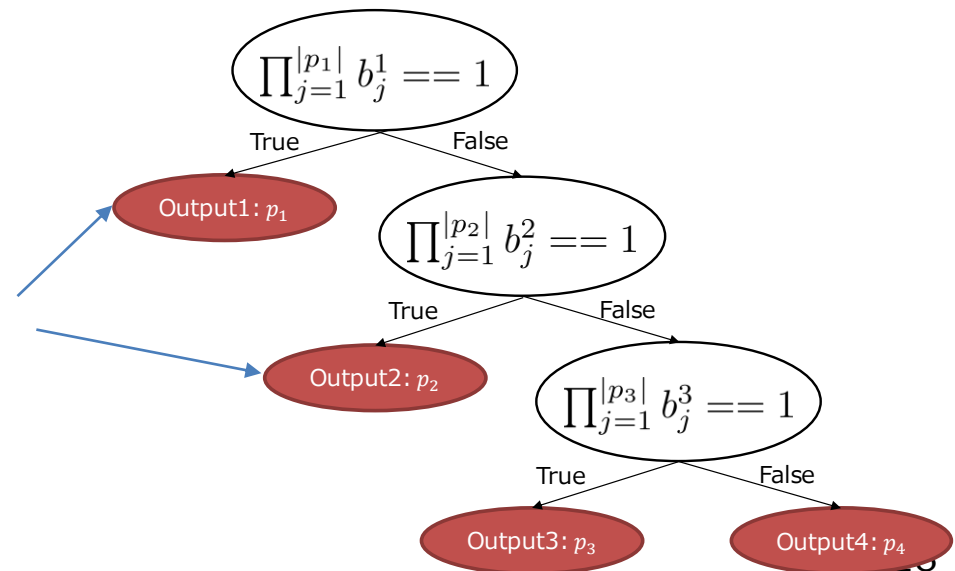 ∏_{j=1}^{|p_1|} b_j^1 == 1
True
False
Output1: p_1
∏_{j=1}^{|p_2|} b_j^2 == 1
True
False
Output2: p_2
∏_{j=1}^{|p_3|} b_j^3 == 1
True
False
Output3: p_3
Output4: p_4